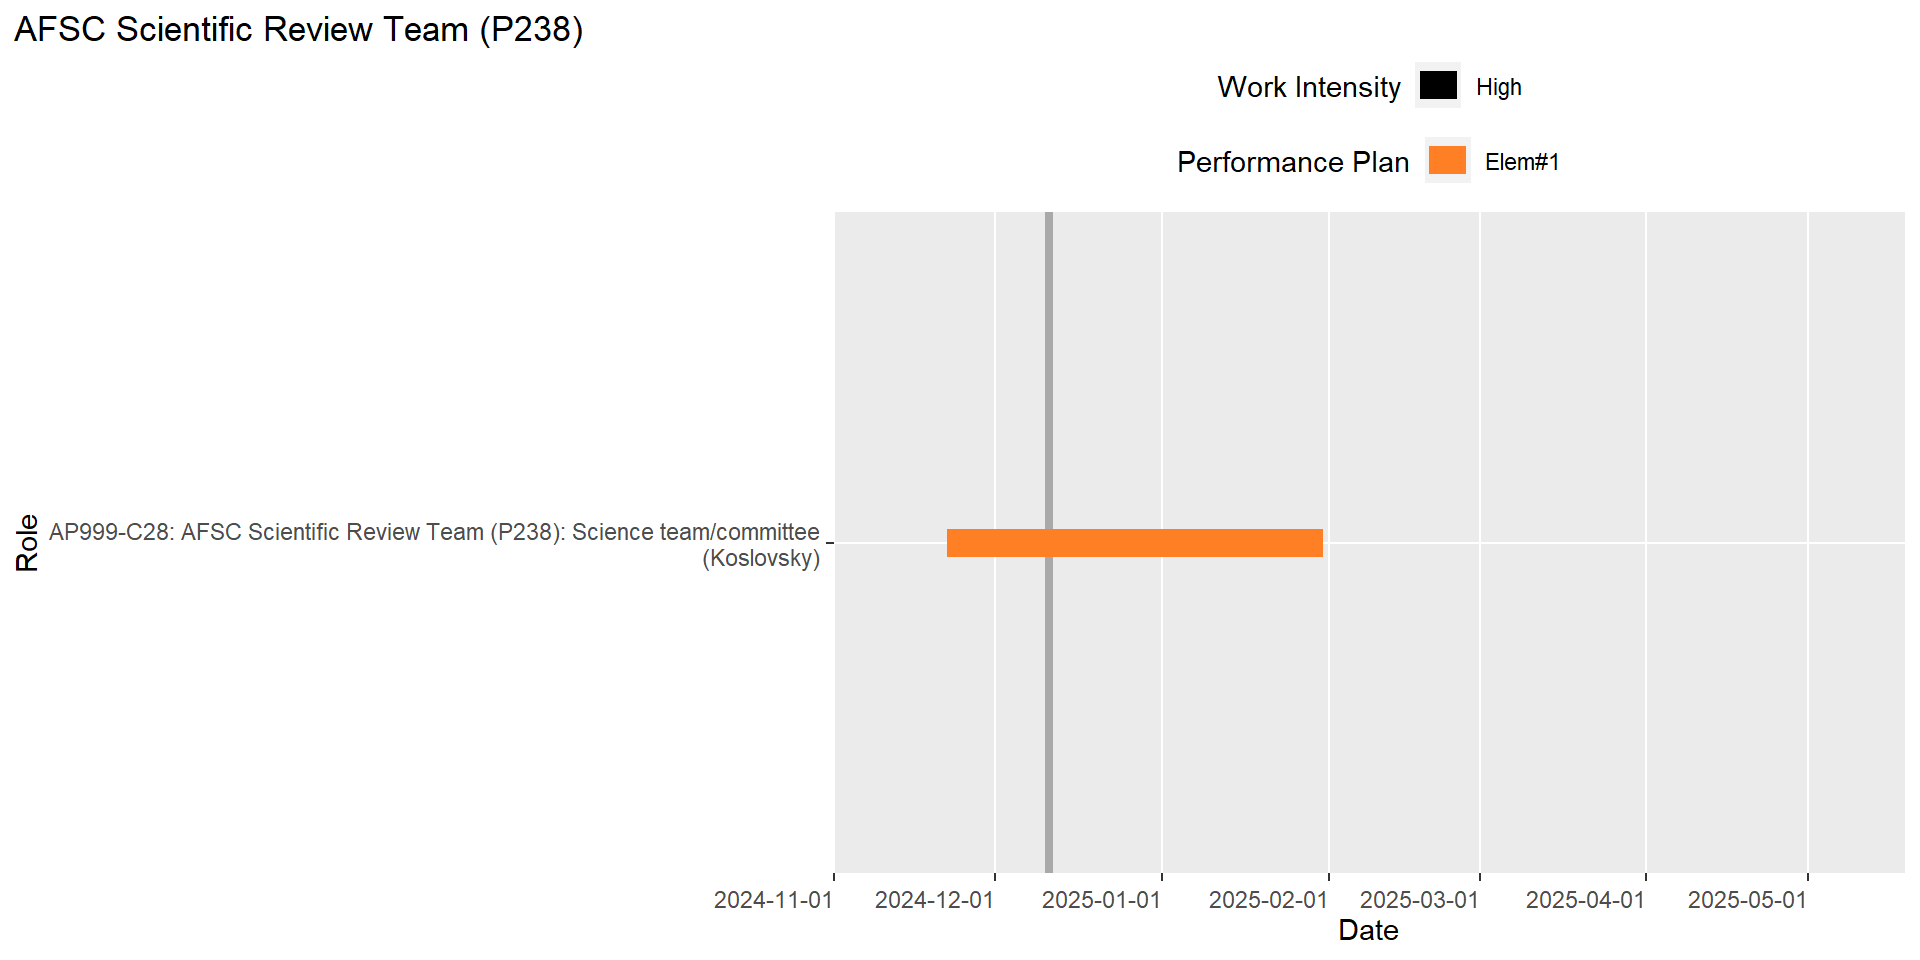 AFSC Scientific Review Team (P238)
Work Intensity High
Performance Plan Elem#1
Role
AP999-C28: AFSC Scientific Review Team (P238): Science team/committee
(Koslovsky)
2024-11-01 2024-12-01 2025-01-01 2025-02-01 2025-03-01 2025-04-01 2025-05-01
Date